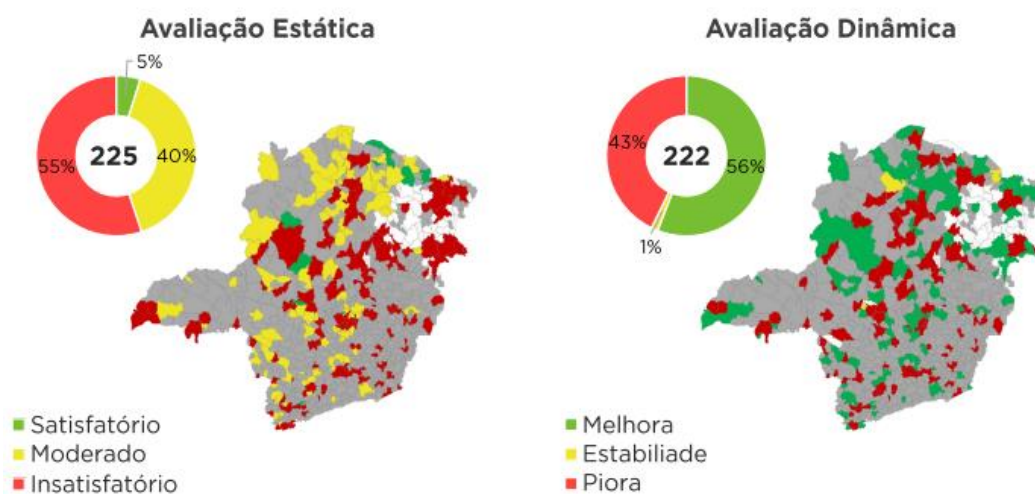 Avaliação Estática
5%
55%
225
40%
Satisfatório
Moderado
Insatisfatório
Avaliação Dinâmica
43%
222
56%
1%
Melhora
Estabiliade
Piora